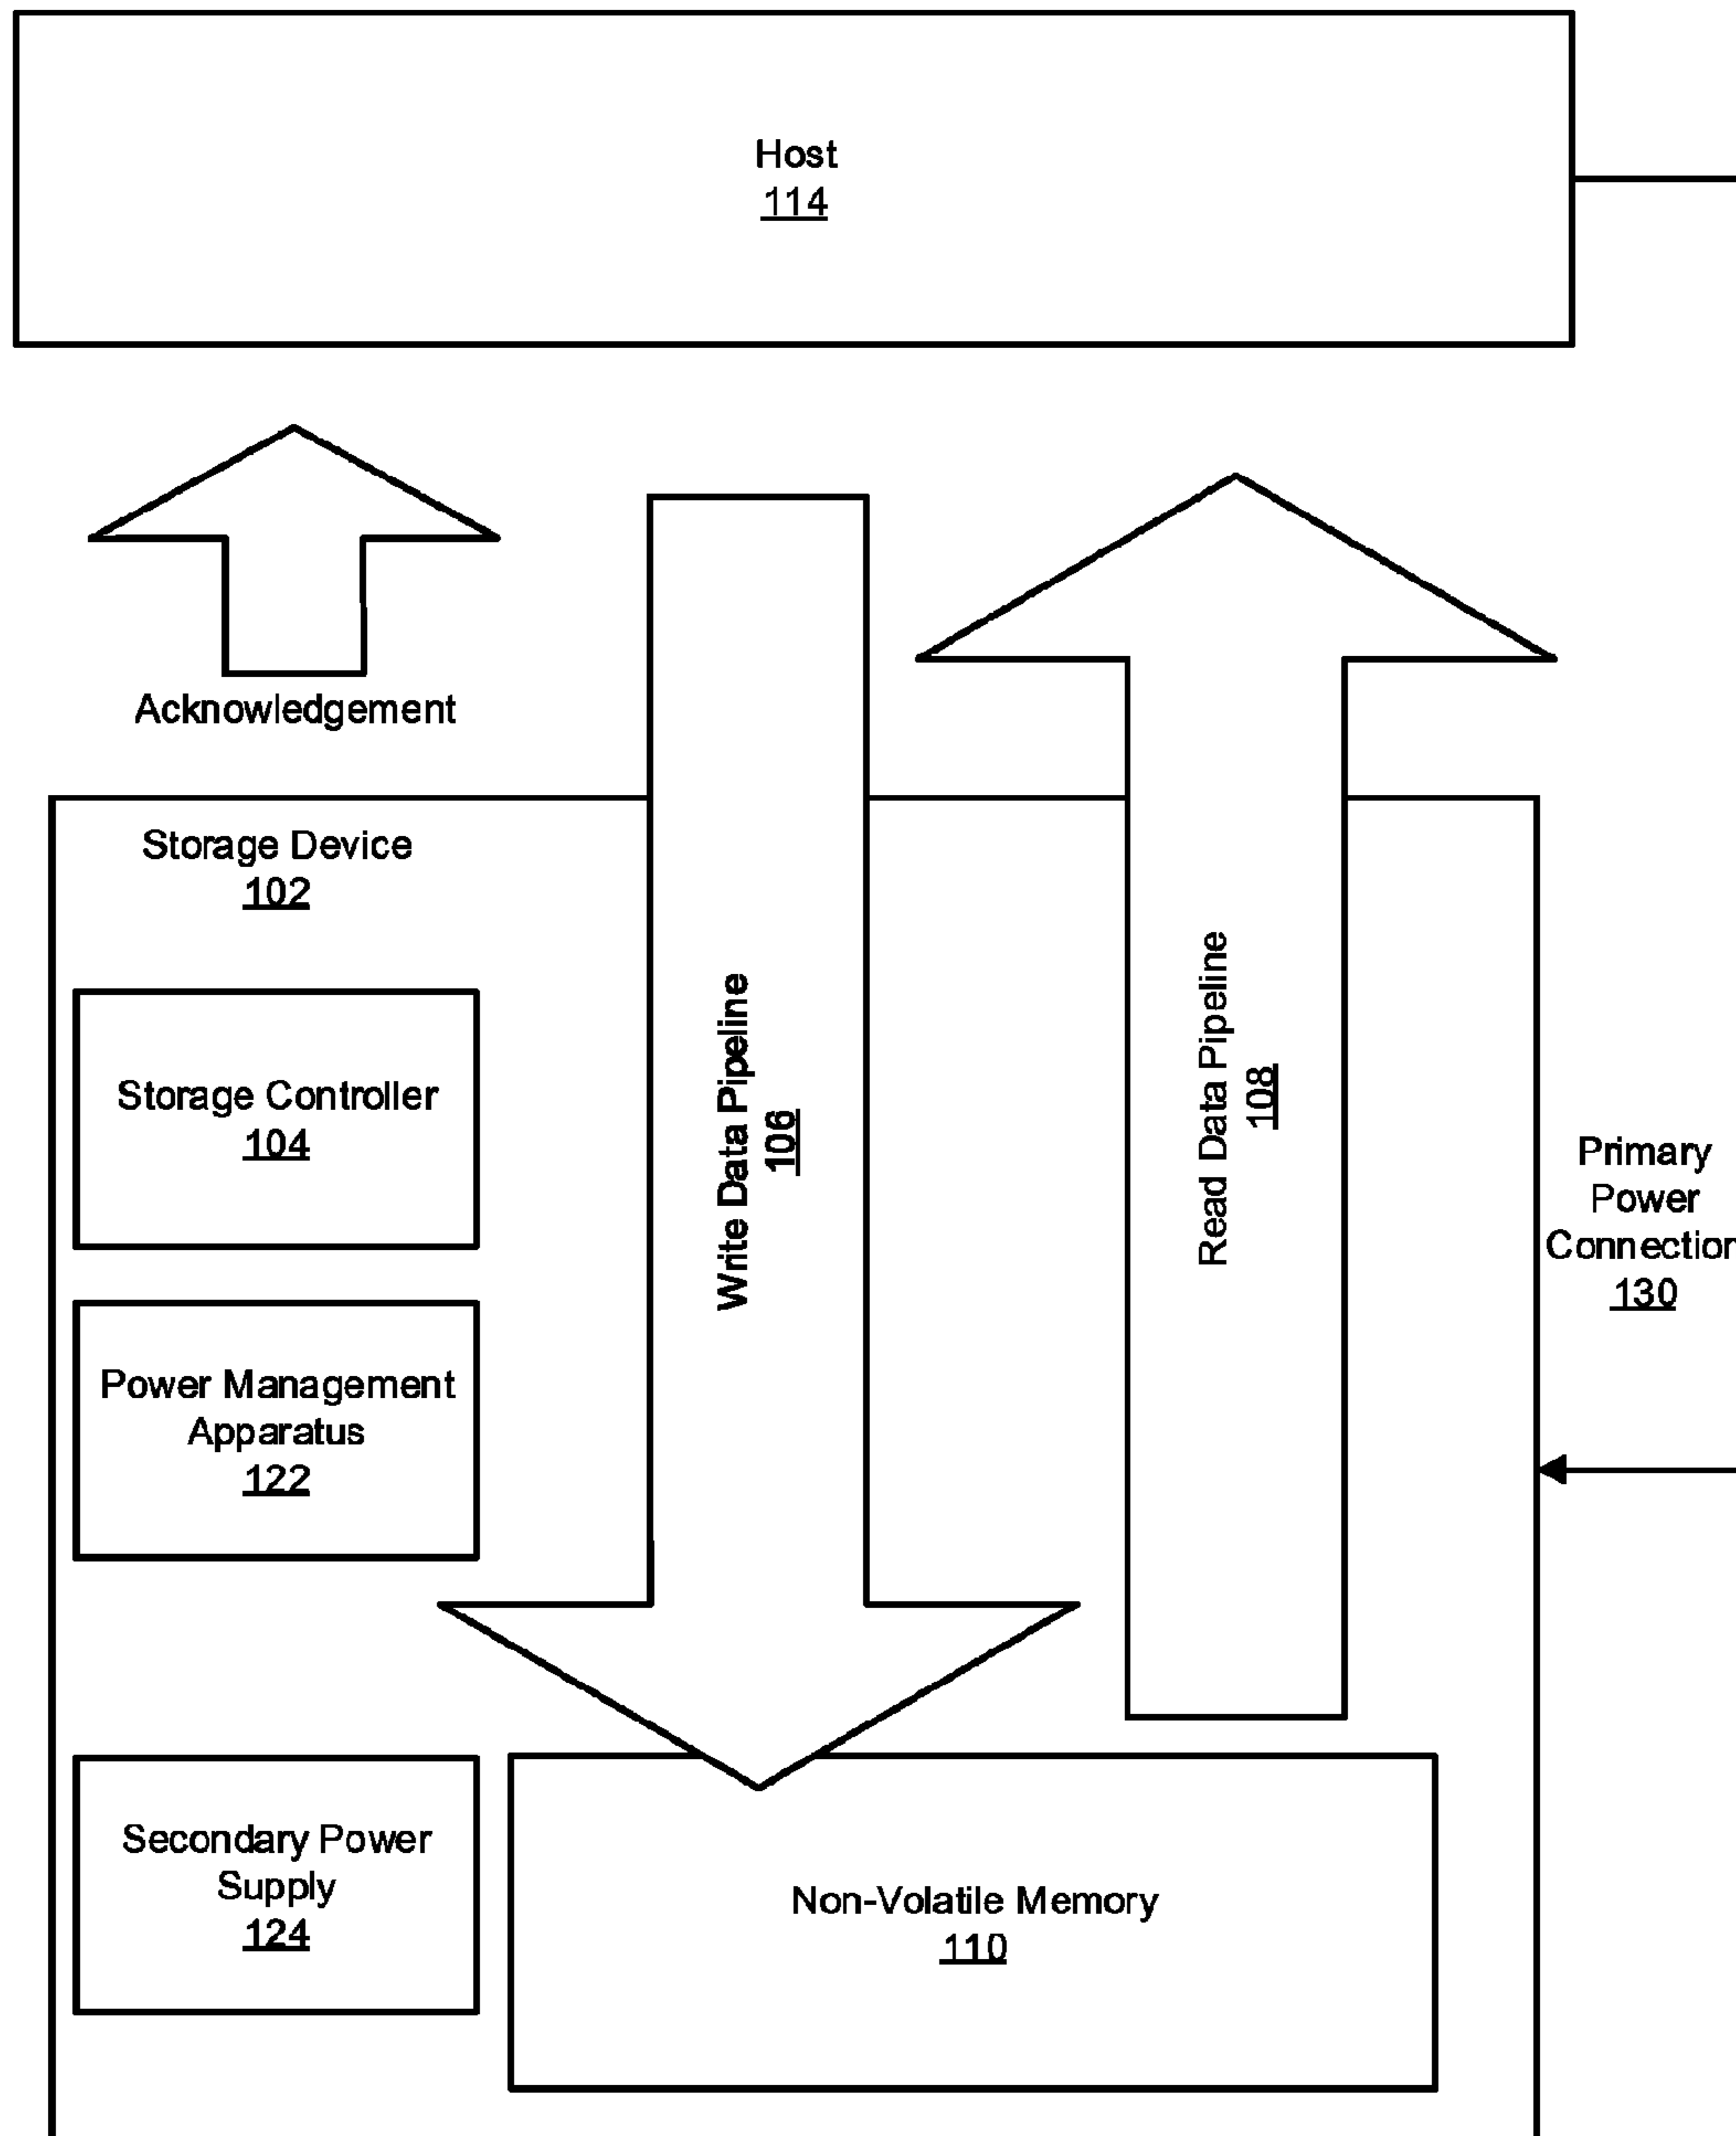 Host
114
Acknowledgement
Storage Device
102
Storage Controller
104
Power Management
Apparatus
122
Secondary Power
Supply
124
Write Data Pipeline
106
Read Data Pipeline
108
Non-Volatile Memory
110
Primary
Power
Connection
130